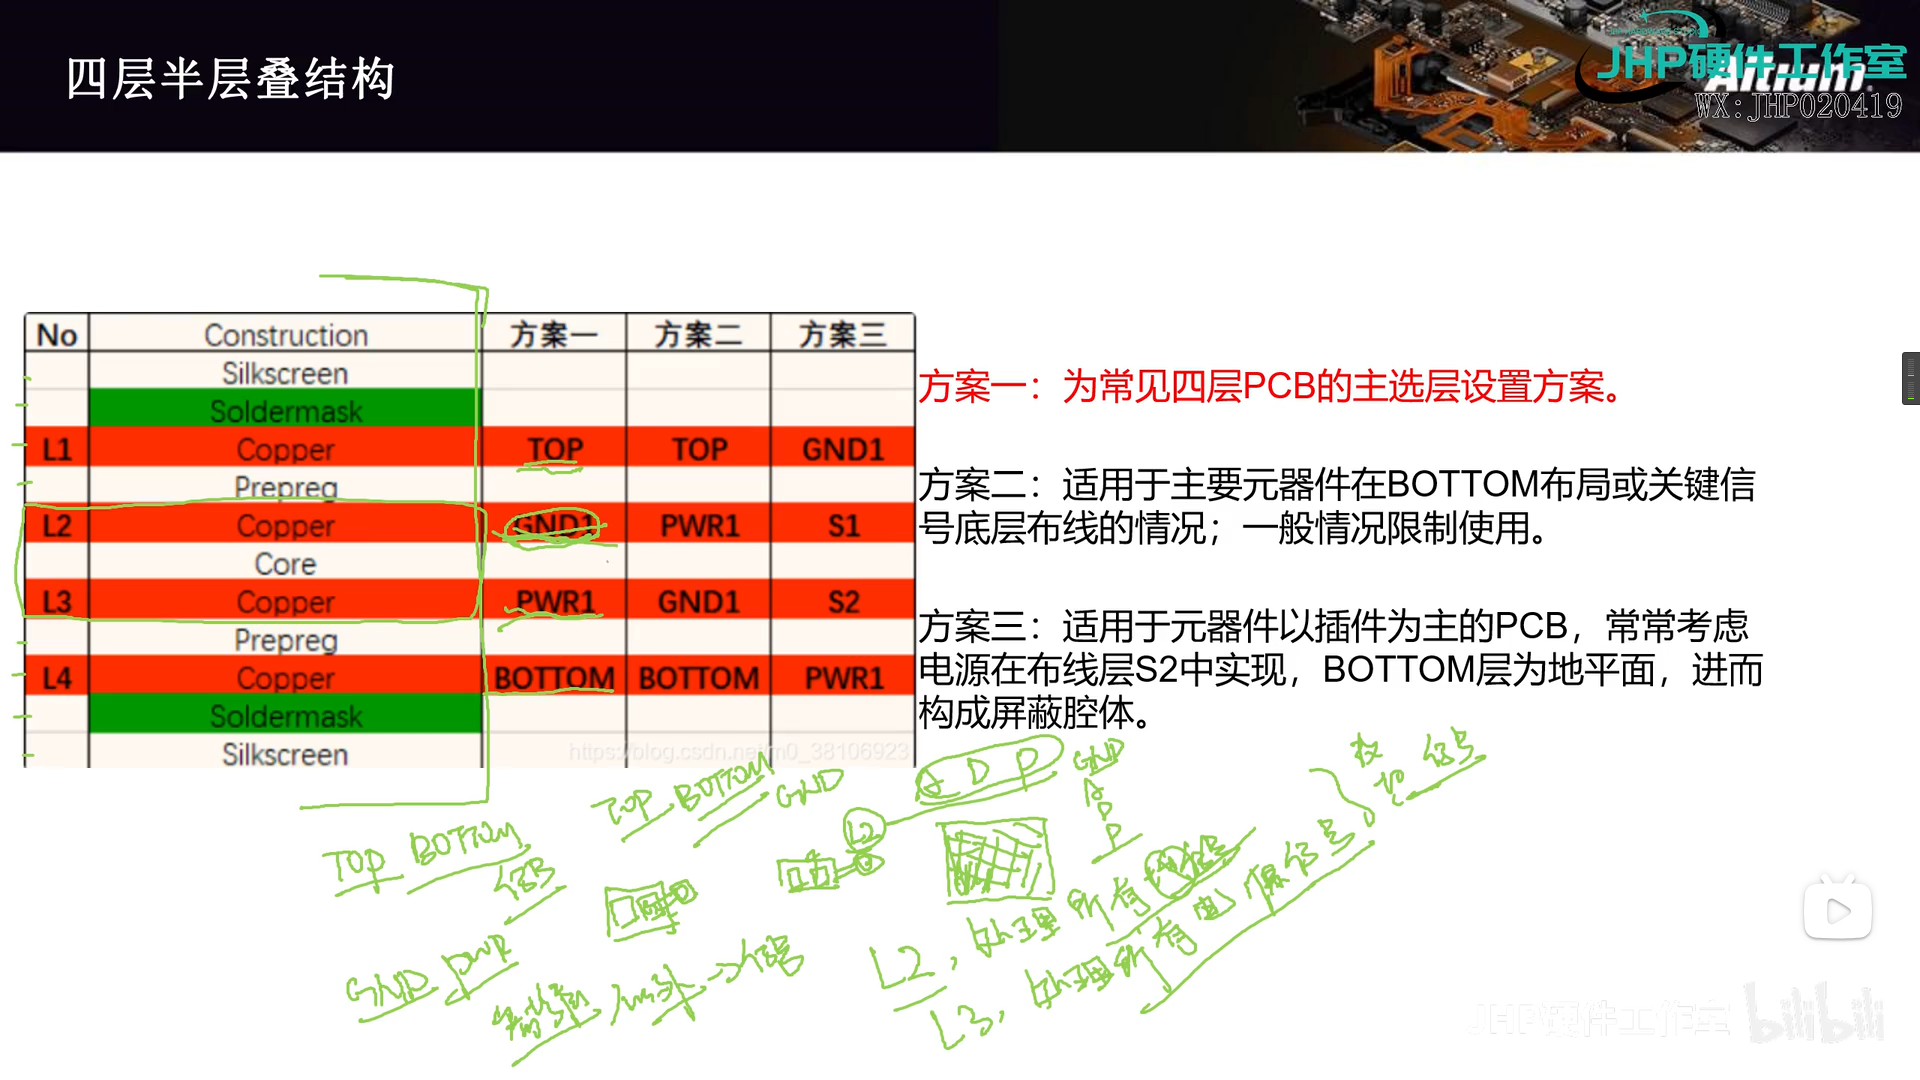 四层半层叠结构
JHP硬件工作室
Altium
WX:JHP020419
No Construction 方案一 方案二 方案三
Silkscreen
Soldermask
L1 Copper TOP TOP GND1
Prepreg
L2 Copper GND1 PWR1 S1
Core
L3 Copper PWR1 GND1 S2
Prepreg
L4 Copper BOTTOM BOTTOM PWR1
Soldermask
Silkscreen
https://blog.csdn.net/m0_38106923
方案一：为常见四层PCB的主选层设置方案。
方案二：适用于主要元器件在BOTTOM布局或关键信
号底层布线的情况；一般情况限制使用。
方案三：适用于元器件以插件为主的PCB，常常考虑
电源在布线层S2中实现，BOTTOM层为地平面，进而
构成屏蔽腔体。
TOP BOTTOM GND
TOP BOTTOM
信号
GND PWR
L2
GND
A
D
P
信号
L2, 处理所有信号
L3, 处理所有电源信号
JHP硬件工作室 bilibili